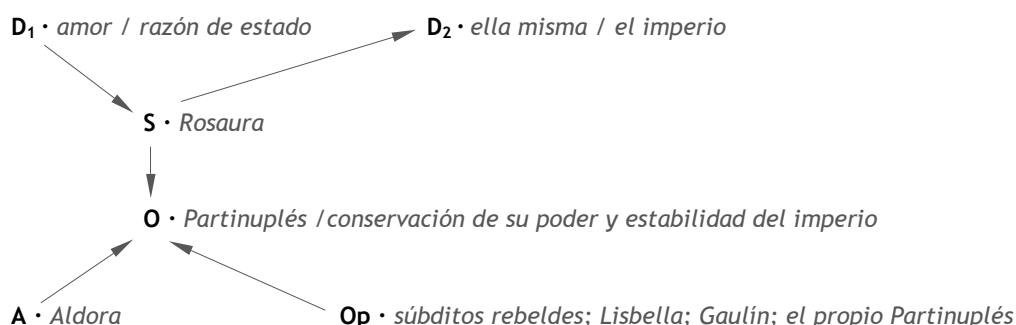 D₁ · amor / razón de estado D₂ · ella misma / el imperio
S · Rosaura
O · Partinuplés /conservación de su poder y estabilidad del imperio
A · Aldora Op · súbditos rebeldes; Lisbella; Gaulín; el propio Partinuplés